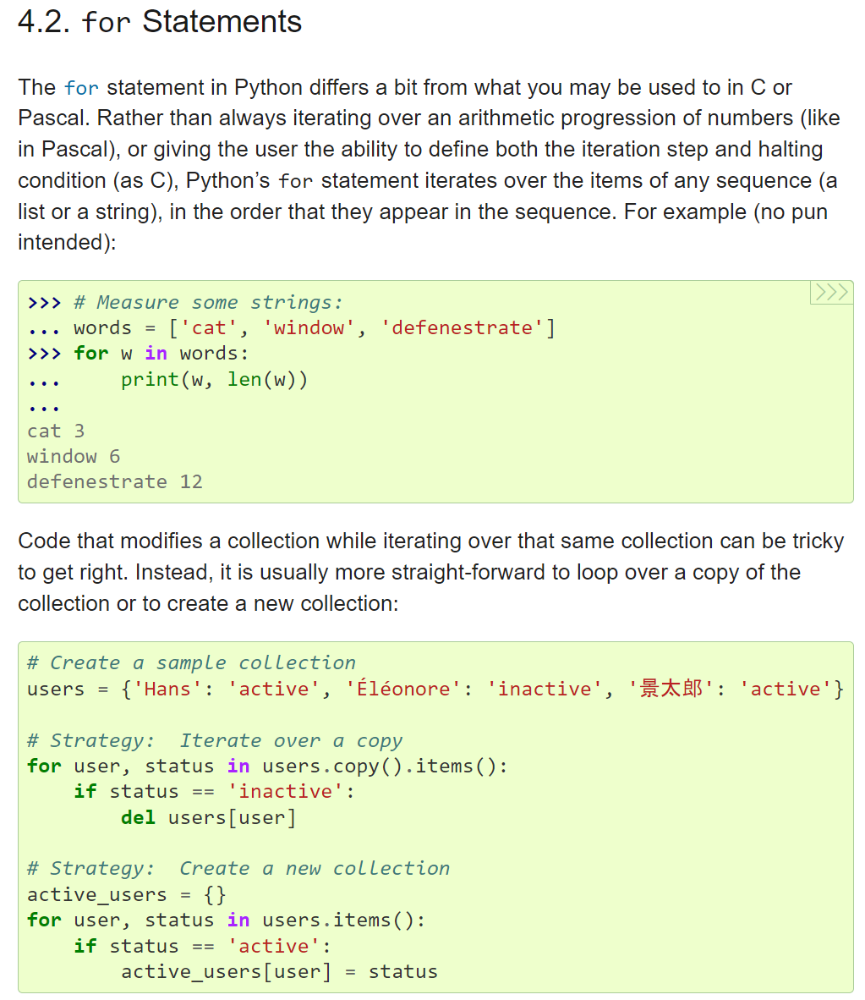 4.2. for Statements
The for statement in Python differs a bit from what you may be used to in C or
Pascal. Rather than always iterating over an arithmetic progression of numbers (like
in Pascal), or giving the user the ability to define both the iteration step and halting
condition (as C), Python’s for statement iterates over the items of any sequence (a
list or a string), in the order that they appear in the sequence. For example (no pun
intended):
>>>
>>> # Measure some strings:
... words = ['cat', 'window', 'defenestrate']
>>> for w in words:
...     print(w, len(w))
...
cat 3
window 6
defenestrate 12
Code that modifies a collection while iterating over that same collection can be tricky
to get right. Instead, it is usually more straight-forward to loop over a copy of the
collection or to create a new collection:
# Create a sample collection
users = {'Hans': 'active', 'Éléonore': 'inactive', '景太郎': 'active'}
# Strategy:  Iterate over a copy
for user, status in users.copy().items():
    if status == 'inactive':
        del users[user]
# Strategy:  Create a new collection
active_users = {}
for user, status in users.items():
    if status == 'active':
        active_users[user] = status